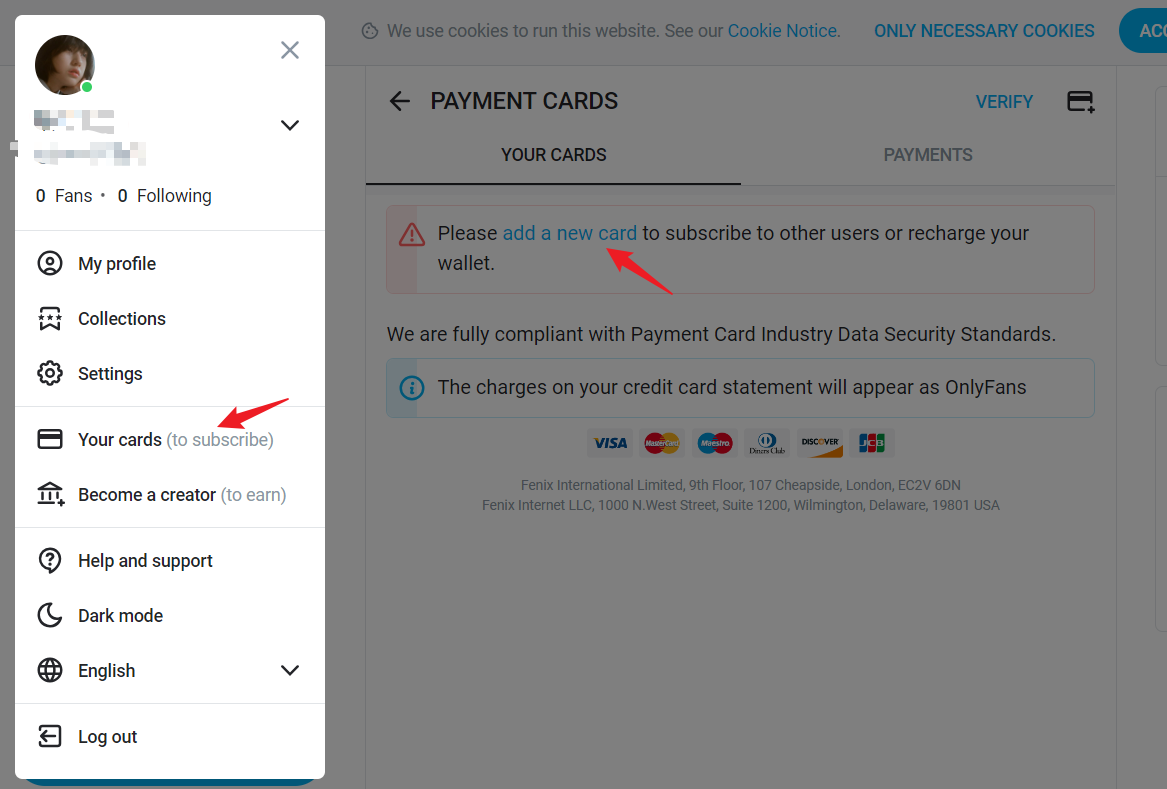 We use cookies to run this website. See our Cookie Notice.
ONLY NECESSARY COOKIES
0 Fans • 0 Following
My profile
Collections
Settings
Your cards (to subscribe)
Become a creator (to earn)
Help and support
Dark mode
English
Log out
PAYMENT CARDS
VERIFY
YOUR CARDS
PAYMENTS
Please add a new card to subscribe to other users or recharge your
wallet.
We are fully compliant with Payment Card Industry Data Security Standards.
The charges on your credit card statement will appear as OnlyFans
VISA
MasterCard
Maestro
Diners Club
DISCOVER
JCB
Fenix International Limited, 9th Floor, 107 Cheapside, London, EC2V 6DN
Fenix Internet LLC, 1000 N.West Street, Suite 1200, Wilmington, Delaware, 19801 USA